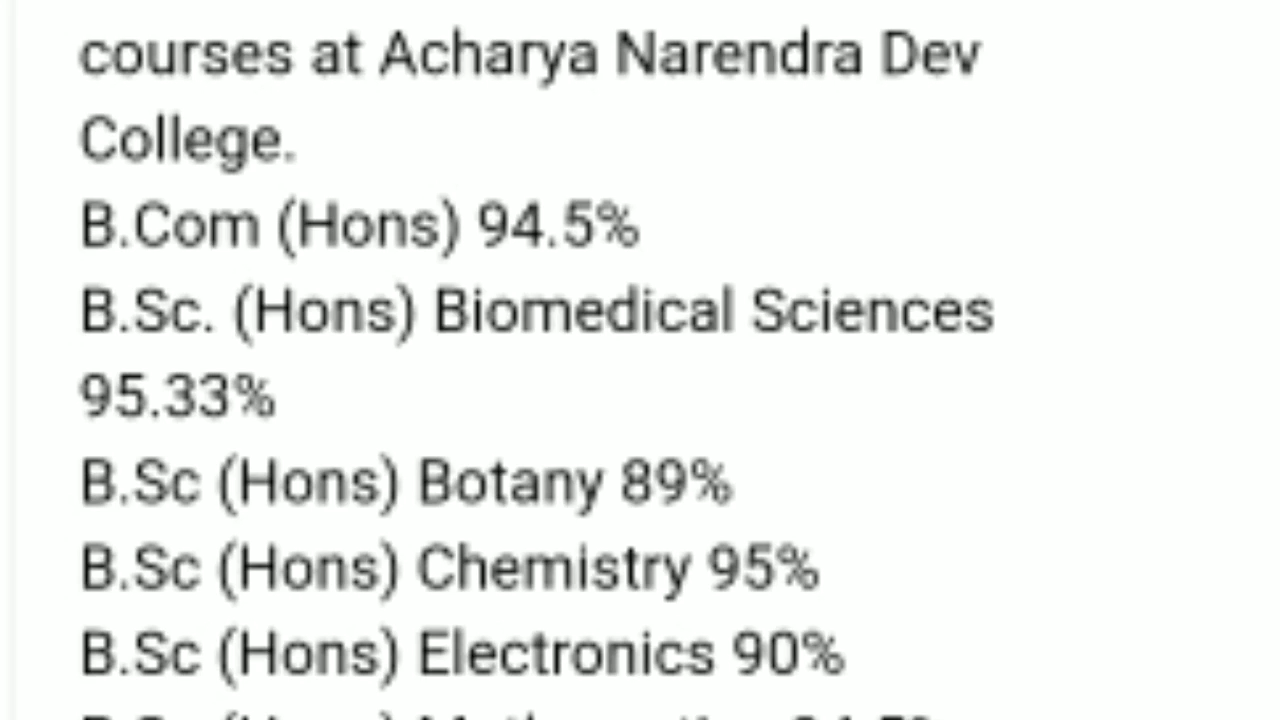 courses at Acharya Narendra Dev
College.
B.Com (Hons) 94.5%
B.Sc. (Hons) Biomedical Sciences
95.33%
B.Sc (Hons) Botany 89%
B.Sc (Hons) Chemistry 95%
B.Sc (Hons) Electronics 90%